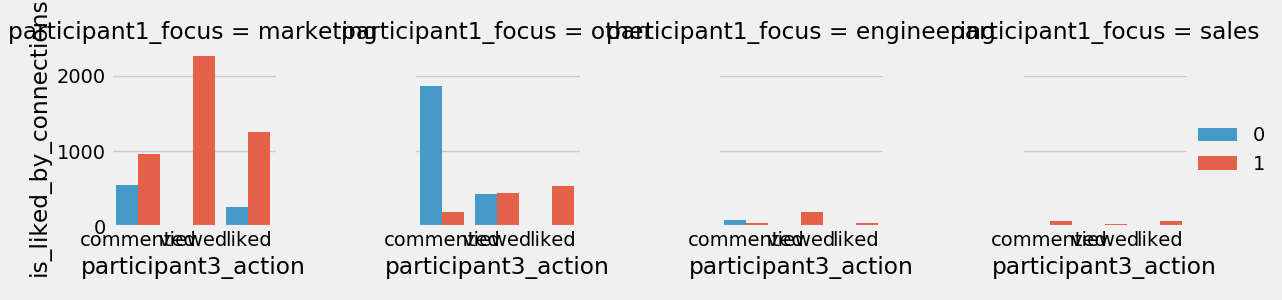 participant1_focus = marketing
participant1_focus = other
participant1_focus = engineering
participant1_focus = sales
is_liked_by_connections
2000
1000
0
commented viewed liked
commented viewed liked
commented viewed liked
commented viewed liked
participant3_action
participant3_action
participant3_action
participant3_action
0
1